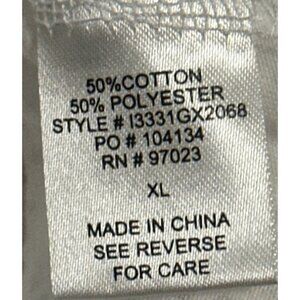 50%COTTON
50% POLYESTER
STYLE # I3331GX2068
PO # 104134
RN # 97023
XL
MADE IN CHINA
SEE REVERSE
FOR CARE